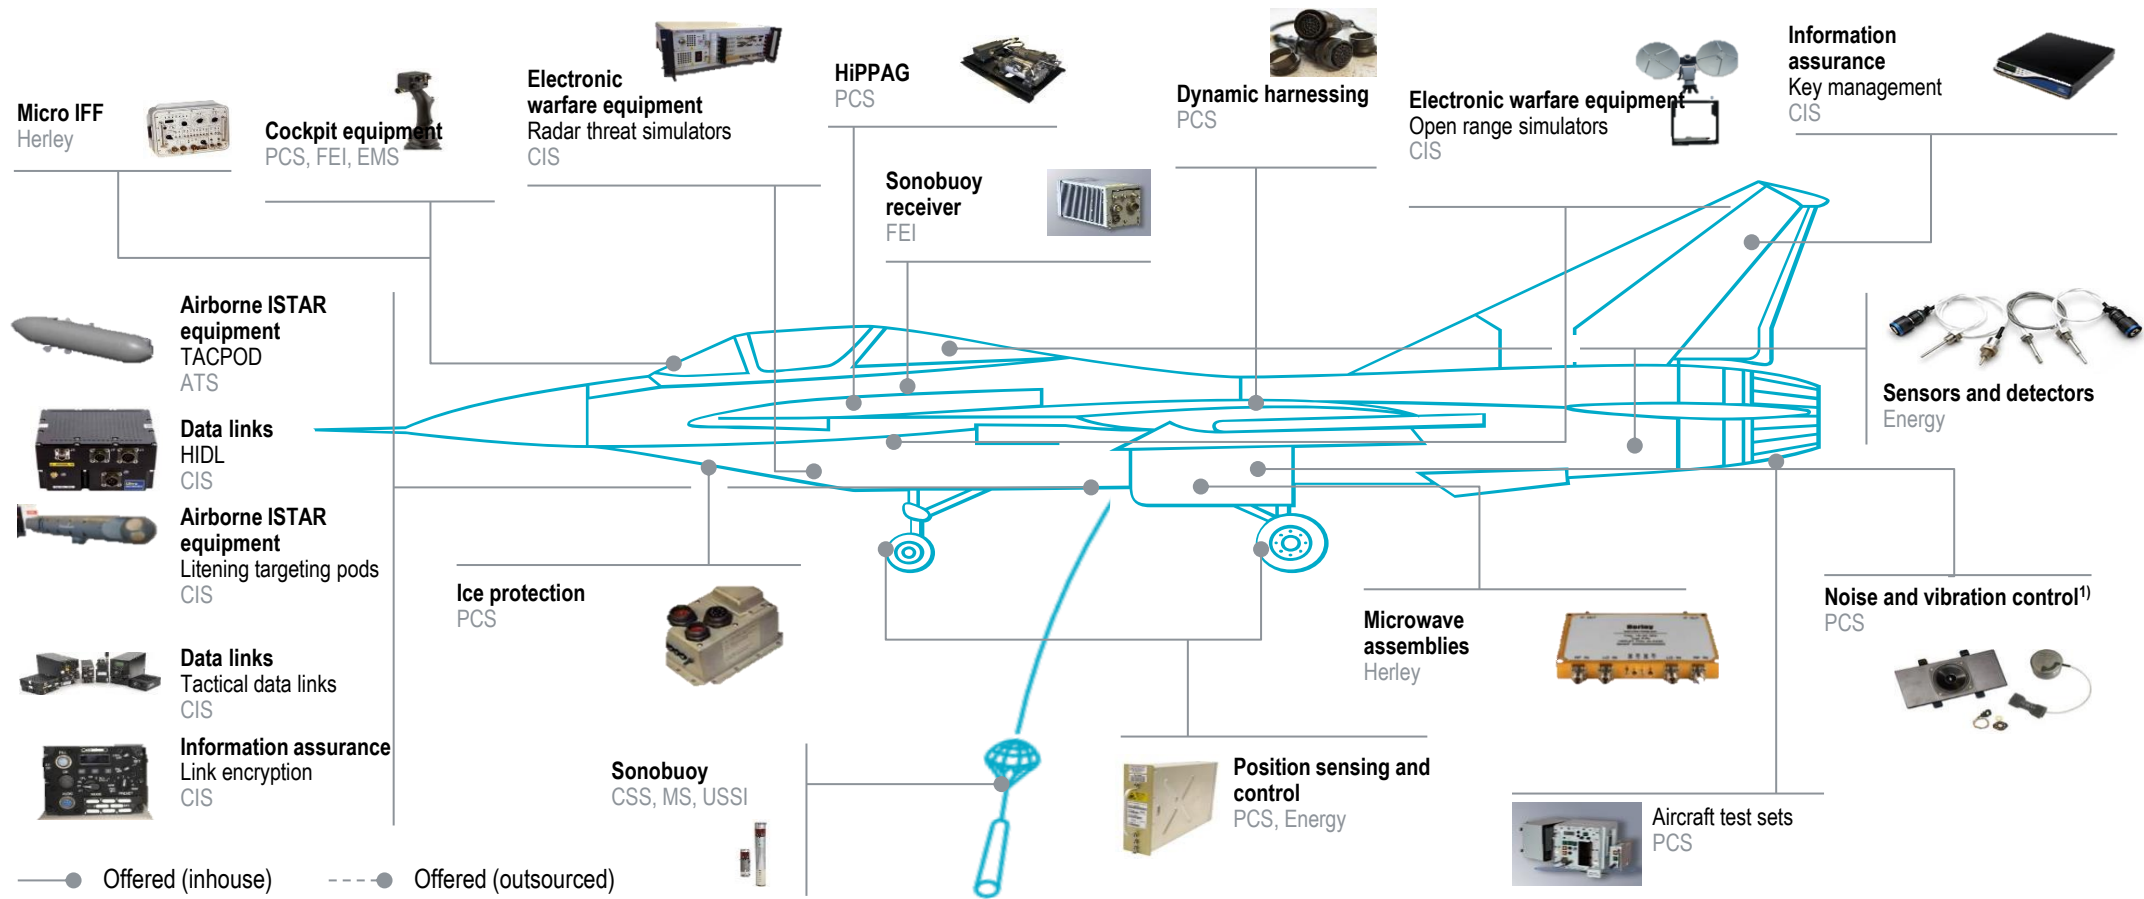 Micro IFF
Herley
Cockpit equipment
PCS, FEI, EMS
Electronic
warfare equipment
Radar threat simulators
CIS
HiPPAG
PCS
Sonobuoy
receiver
FEI
Dynamic harnessing
PCS
Electronic warfare equipment
Open range simulators
CIS
Information
assurance
Key management
CIS
Airborne ISTAR
equipment
TACPOD
ATS
Data links
HIDL
CIS
Airborne ISTAR
equipment
Litening targeting pods
CIS
Data links
Tactical data links
CIS
Information assurance
Link encryption
CIS
Sensors and detectors
Energy
Ice protection
PCS
Sonobuoy
CSS, MS, USSI
Position sensing and
control
PCS, Energy
Microwave
assemblies
Herley
Herley
Noise and vibration control1)
PCS
Aircraft test sets
PCS
Offered (inhouse)
Offered (outsourced)